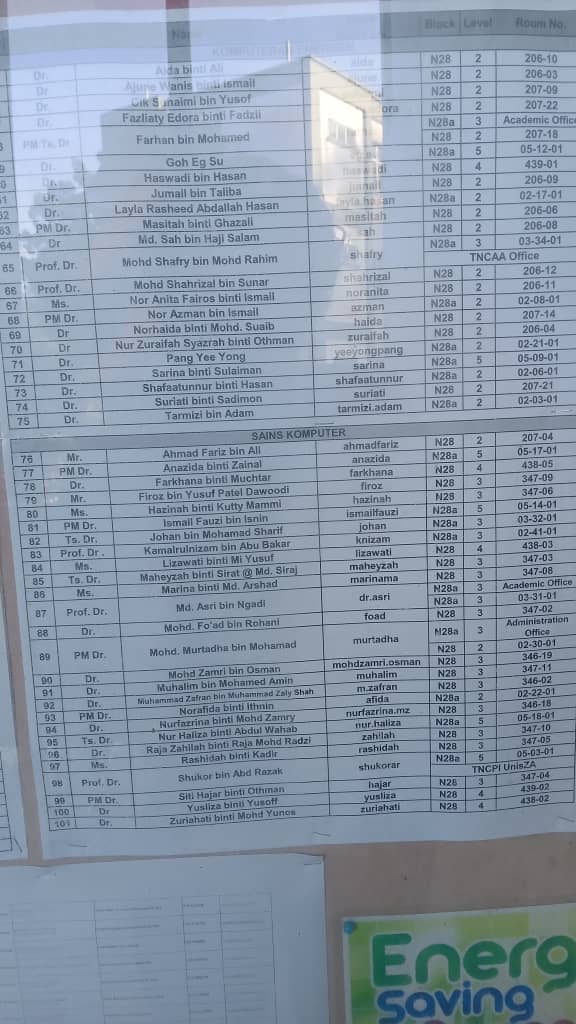 Name Block Level Room No.
Dr. Aida binti Ali aida N28 2 206-10
Dr. Ajune Wanis binti Ismail ajune N28 2 206-03
Dr. Cik Suhaimi bin Yusof N28 2 207-09
Dr. Fazliaty Edora binti Fadzli N28 2 207-22
PM Ts. Dr Farhan bin Mohamed N28a 3 Academic Office
N28 2 207-18
Dr. Goh Eg Su N28a 5 05-12-01
Dr. Haswadi bin Hasan haswadi N28 4 439-01
Dr. Jumail bin Taliba jumail N28 2 206-09
62 Dr. Layla Rasheed Abdallah Hasan layla.hasan N28a 2 02-17-01
63 PM Dr. Masitah binti Ghazali masitah N28 2 206-06
64 Dr Md. Sah bin Haji Salam sah N28 2 206-08
65 Prof. Dr. Mohd Shafry bin Mohd Rahim shafry N28a 3 03-34-01
TNCAA Office
66 Prof. Dr. Mohd Shahrizal bin Sunar shahrizal N28 2 206-12
67 Ms. Nor Anita Fairos binti Ismail noranita N28 2 206-11
68 PM Dr. Nor Azman bin Ismail azman N28a 2 02-08-01
69 Dr Norhaida binti Mohd. Suaib haida N28 2 207-14
70 Dr Nur Zuraifah Syazrah binti Othman zuraifah N28 2 206-04
71 Dr. Pang Yee Yong yeeyongpang N28a 2 02-21-01
72 Dr. Sarina binti Sulaiman sarina N28a 5 05-09-01
73 Dr. Shafaatunnur binti Hasan shafaatunnur N28a 2 02-06-01
74 Dr. Suriati binti Sadimon suriati N28 2 207-21
75 Dr. Tarmizi bin Adam tarmizi.adam N28a 2 02-03-01
SAINS KOMPUTER
76 Mr. Ahmad Fariz bin Ali ahmadfariz N28 2 207-04
77 PM Dr. Anazida binti Zainal anazida N28a 5 05-17-01
78 Dr. Farkhana binti Muchtar farkhana N28 4 438-05
79 Mr. Firoz bin Yusuf Patel Dawoodi firoz N28 3 347-09
80 Ms. Hazinah binti Kutty Mammi hazinah N28 3 347-06
81 PM Dr. Ismail Fauzi bin Isnin ismailfauzi N28a 5 05-14-01
82 Ts. Dr. Johan bin Mohamad Sharif johan N28a 3 03-32-01
83 Prof. Dr . Kamalrulnizam bin Abu Bakar knizam N28a 3 02-41-01
84 Ms. Lizawati binti Mi Yusuf lizawati N28 4 438-03
85 Ts. Dr. Maheyzah binti Sirat @ Md. Siraj maheyzah N28 3 347-03
86 Ms. Marina binti Md. Arshad marinama N28 3 347-08
87 Prof. Dr. Md. Asri bin Ngadi dr.asri N28a 3 Academic Office
N28a 3 03-31-01
88 Dr. Mohd. Fo'ad bin Rohani foad N28 3 347-02
89 PM Dr. Mohd. Murtadha bin Mohamad murtadha N28a 3 Administration Office
N28 2 02-30-01
90 Dr. Mohd Zamri bin Osman mohdzamri.osman N28 3 346-19
91 Dr. Muhalim bin Mohamed Amin muhalim N28 3 347-11
92 Dr. Muhammad Zafran bin Muhammad Zaly Shah m.zafran N28 3 346-02
93 PM Dr. Norafida binti Ithnin afida N28a 2 02-22-01
94 Dr. Nurfazrina binti Mohd Zamry nurfazrina.mz N28 3 346-18
95 Ts. Dr. Nur Haliza binti Abdul Wahab nur.haliza N28a 5 05-18-01
96 Dr. Raja Zahilah binti Raja Mohd Radzi zahilah N28 3 347-10
97 Ms. Rashidah binti Kadir rashidah N28 3 347-05
98 Prof. Dr. Shukor bin Abd Razak shukorar N28a 5 05-03-01
TNCPI UnisZA
99 PM Dr. Siti Hajar binti Othman hajar N28 3 347-04
100 Dr Yusliza binti Yusoff yusliza N28 4 439-02
101 Dr. Zuriahati binti Mohd Yunos zuriahati N28 4 438-02
Energ
saving